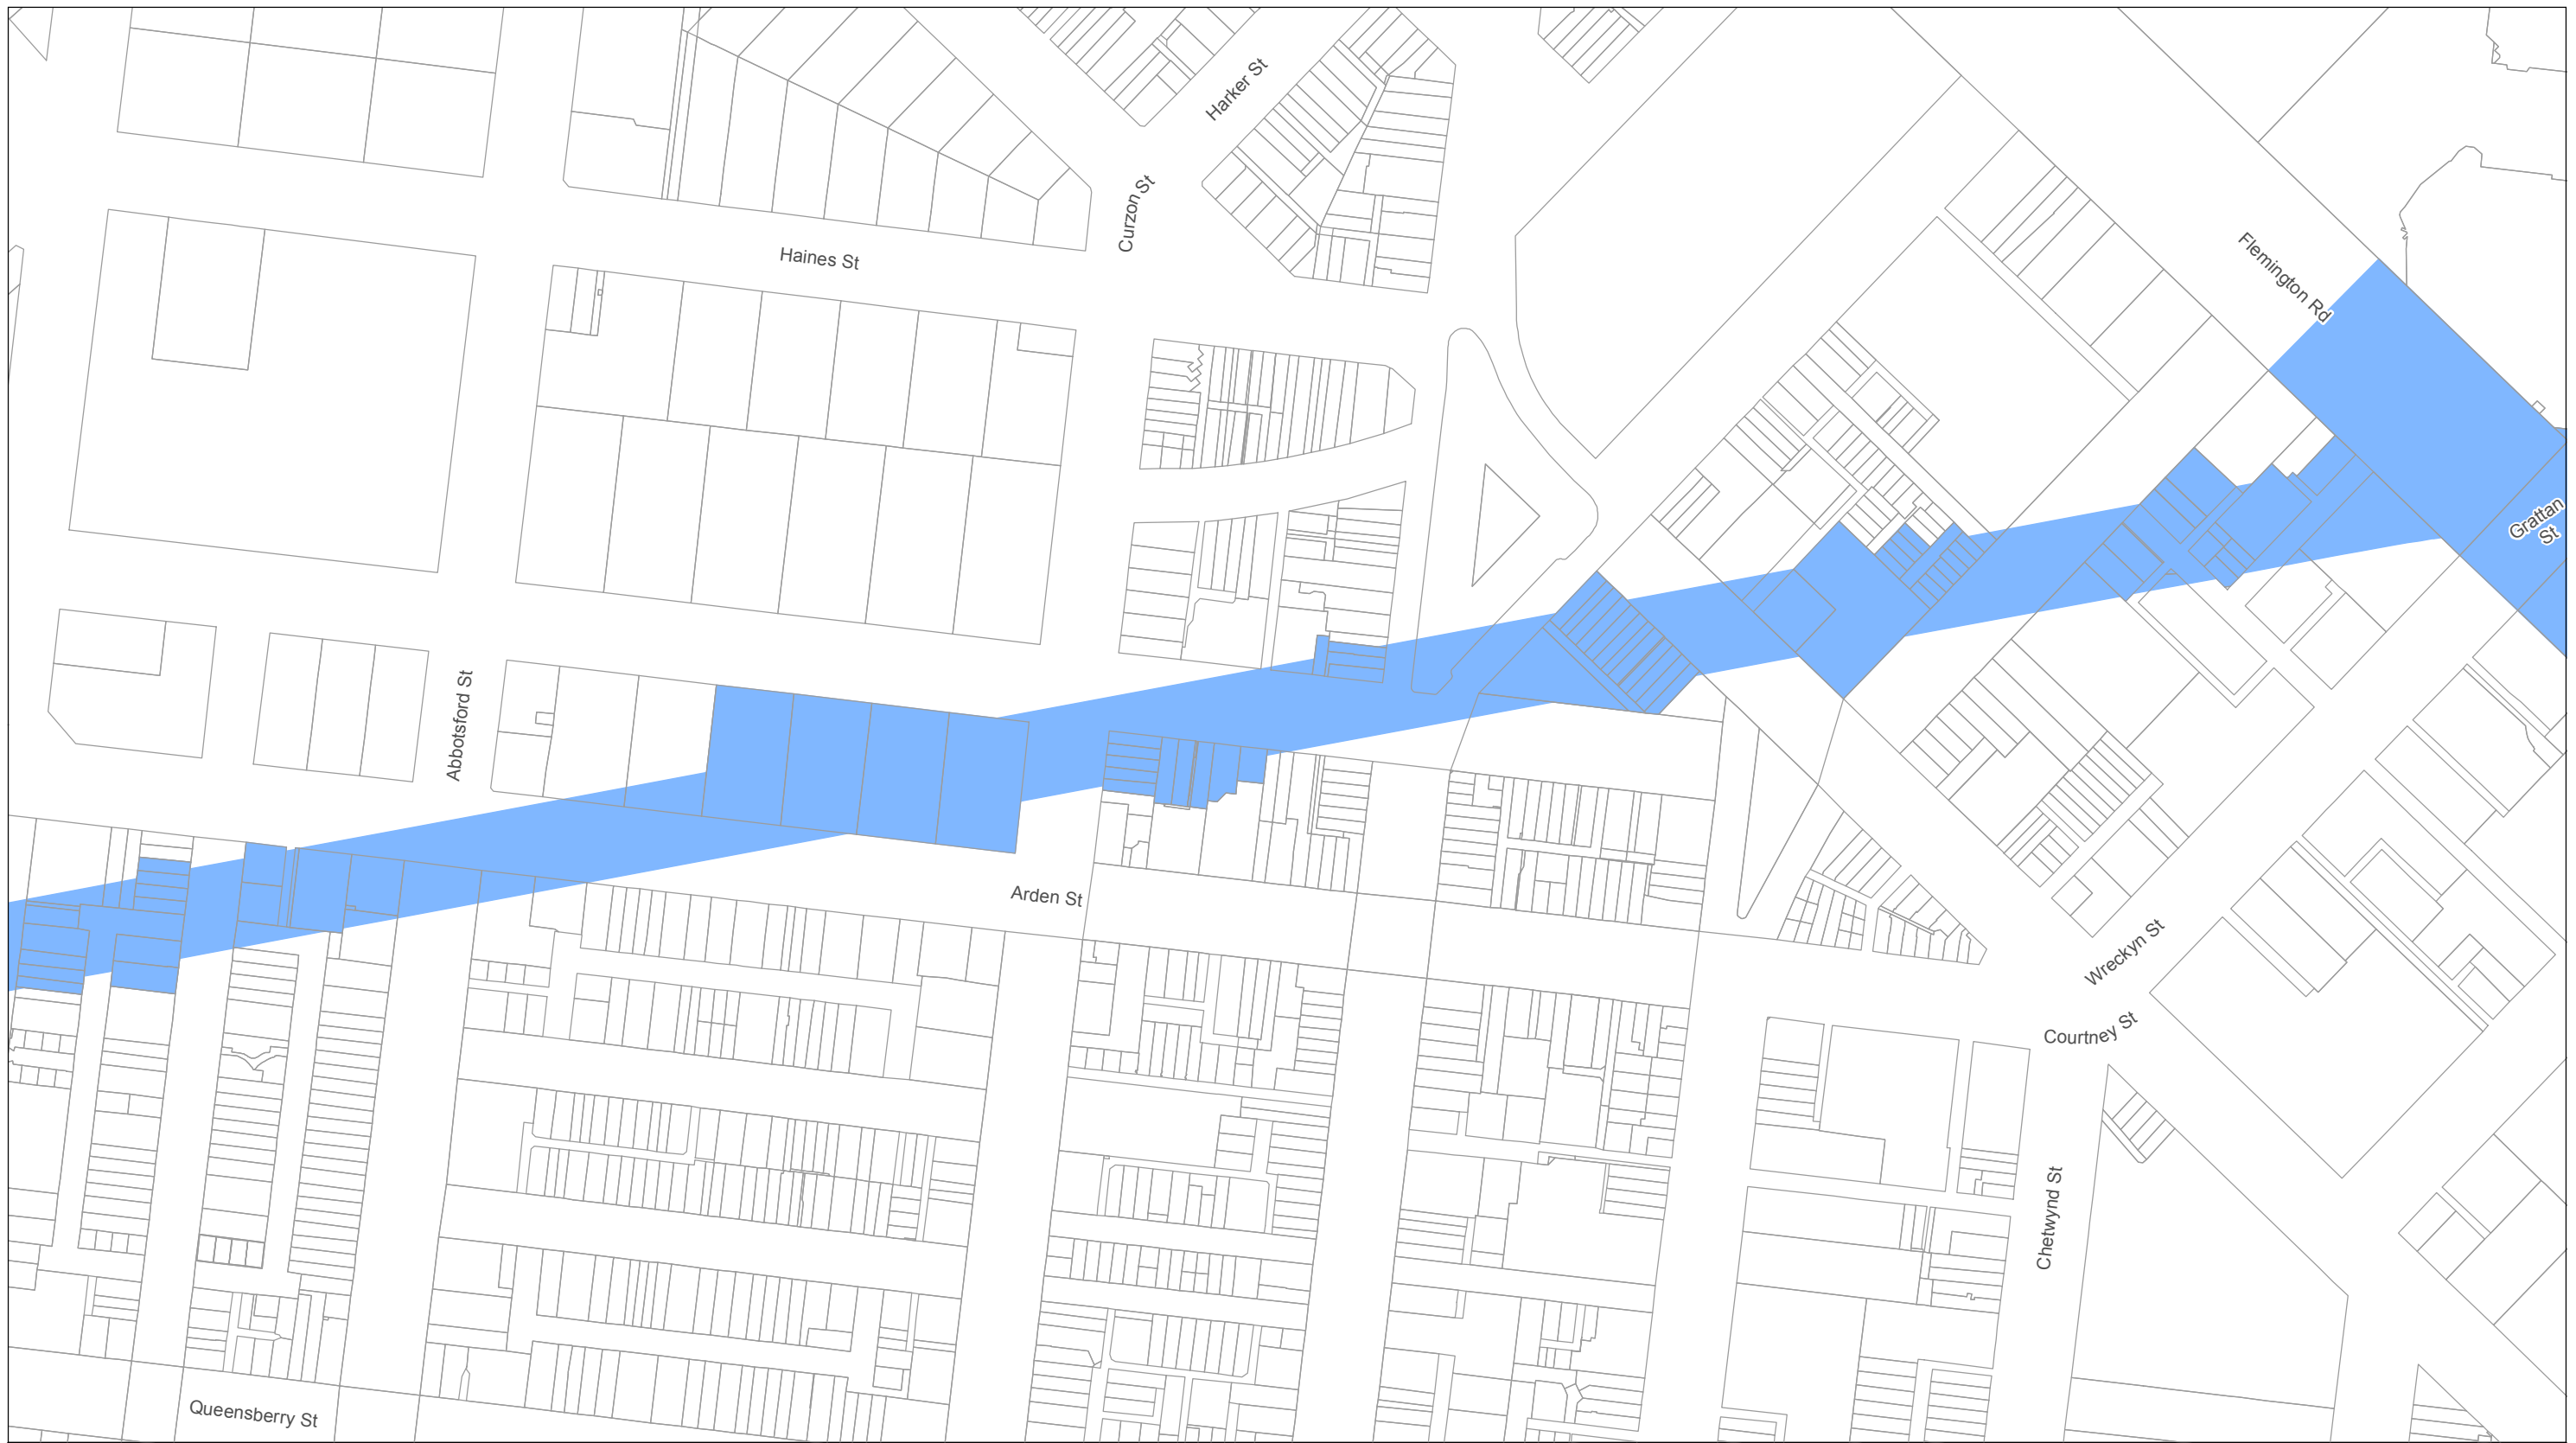 Harker St
Curzon St
Haines St
Flemington Rd
Grattan
St
Abbotsford St
Arden St
Wreckyn St
Courtney St
Chetwynd St
Queensberry St